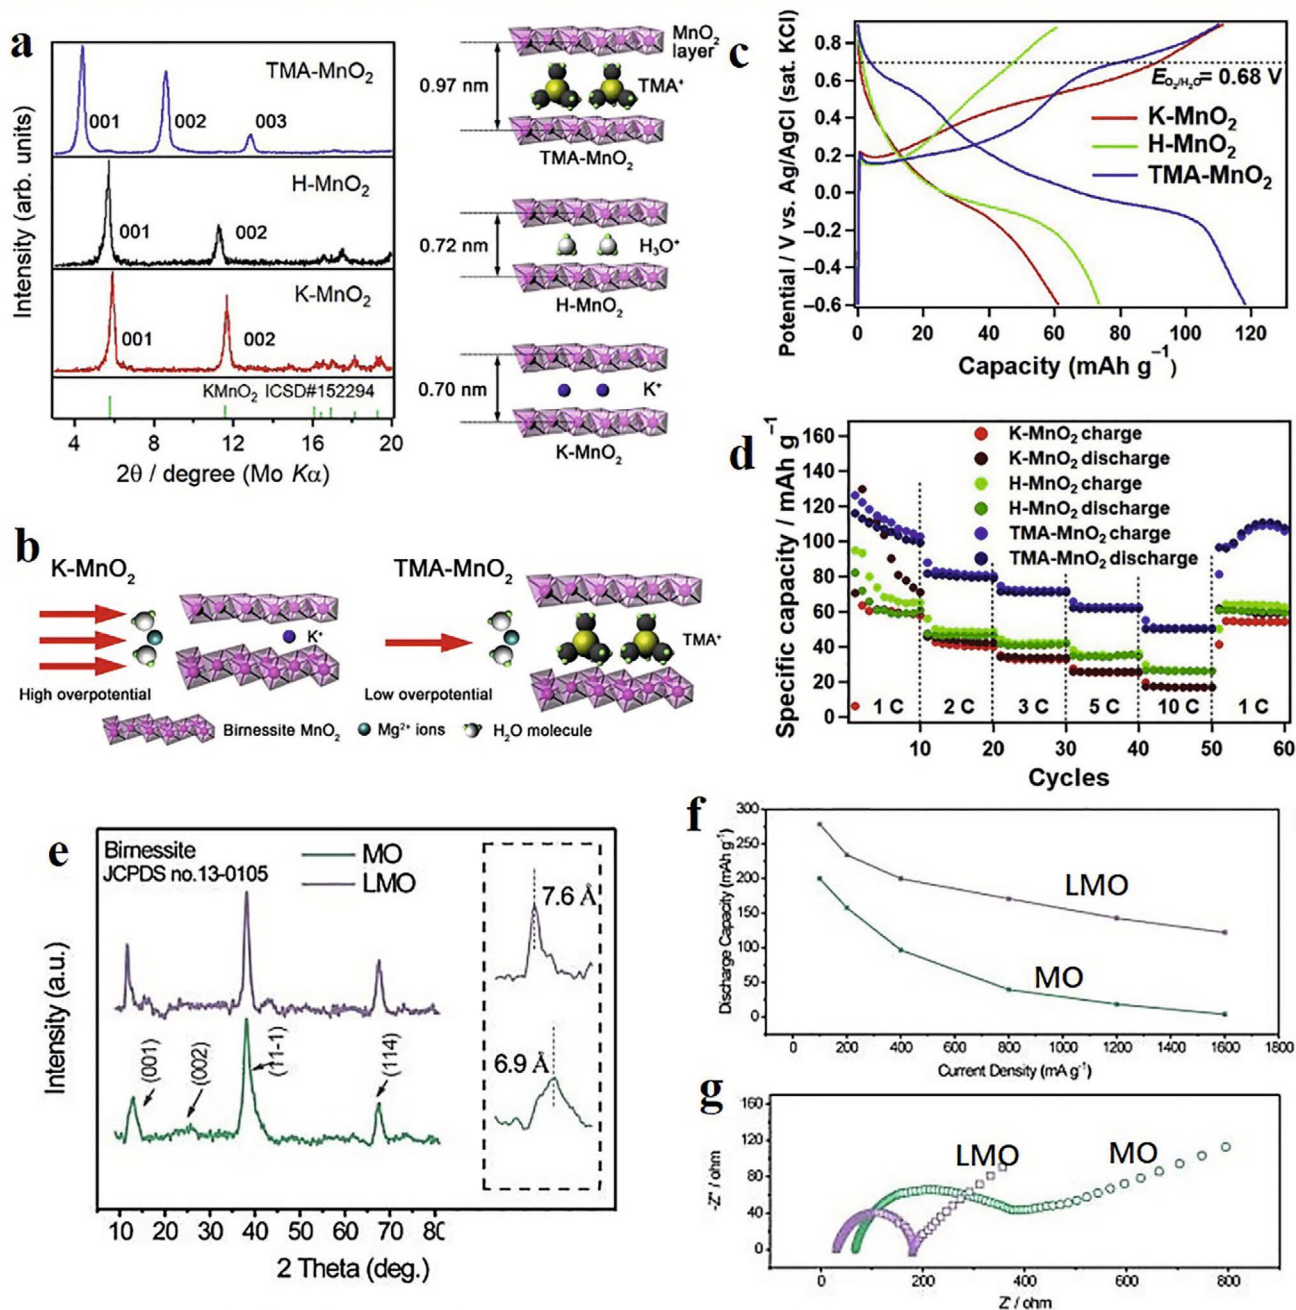 a
TMA-MnO2
001
002
003
H-MnO2
001
002
K-MnO2
001
002
KMnO2 ICSD#152294
4
8
12
16
20
2θ / degree (Mo Kα)
Intensity (arb. units)
MnO2 layer
0.97 nm
TMA+
TMA-MnO2
0.72 nm
H3O+
H-MnO2
0.70 nm
K+
K-MnO2
b
K-MnO2
K+
High overpotential
TMA-MnO2
TMA+
Low overpotential
Birnessite MnO2
Mg2+ ions
H2O molecule
c
Potential / V vs. Ag/AgCl (sat. KCl)
0.8
0.6
0.4
0.2
0.0
–0.2
–0.4
–0.6
EO2/H2O= 0.68 V
K-MnO2
H-MnO2
TMA-MnO2
0
20
40
60
80
100
120
Capacity (mAh g–1)
d
Specific capacity / mAh g–1
160
140
120
100
80
60
40
20
0
K-MnO2 charge
K-MnO2 discharge
H-MnO2 charge
H-MnO2 discharge
TMA-MnO2 charge
TMA-MnO2 discharge
1 C
2 C
3 C
5 C
10 C
1 C
10
20
30
40
50
60
Cycles
e
Birnessite
JCPDS no.13-0105
MO
LMO
7.6 Å
6.9 Å
(001)
(002)
(11-1)
(114)
Intensity (a.u.)
10 20 30 40 50 60 70 80
2 Theta (deg.)
f
Discharge Capacity (mAh g-1)
300
250
200
150
100
50
0
LMO
MO
0 200 400 600 800 1000 1200 1400 1600 1800
Current Density (mA g-1)
g
-Z'' / ohm
160
120
80
40
0
LMO
MO
0 200 400 600 800
Z' / ohm